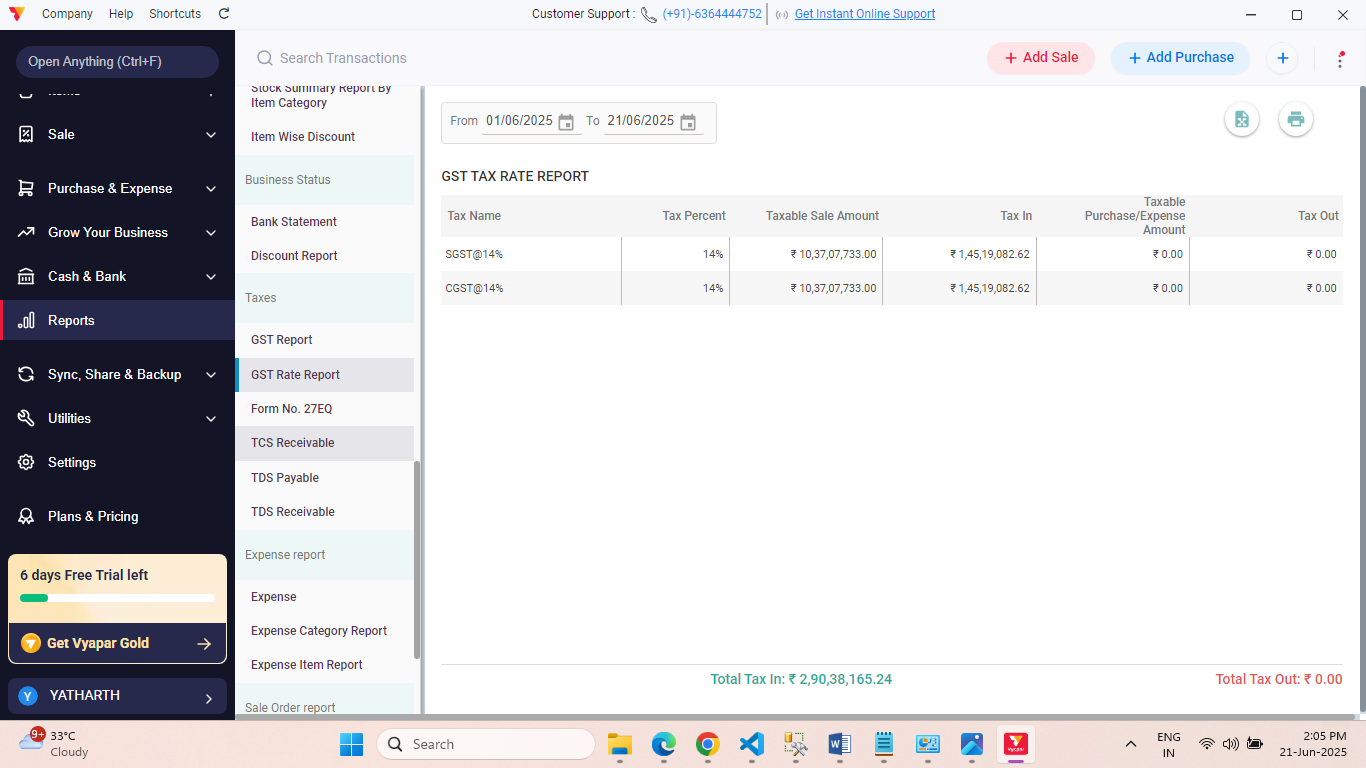 Company Help Shortcuts
Customer Support : (+91)-6364444752 Get Instant Online Support
Open Anything (Ctrl+F)
Search Transactions
+ Add Sale
+ Add Purchase
Sale
Purchase & Expense
Grow Your Business
Cash & Bank
Reports
Sync, Share & Backup
Utilities
Settings
Plans & Pricing
6 days Free Trial left
Get Vyapar Gold
Y YATHARTH
Stock Summary Report By
Item Category
Item Wise Discount
Business Status
Bank Statement
Discount Report
Taxes
GST Report
GST Rate Report
Form No. 27EQ
TCS Receivable
TDS Payable
TDS Receivable
Expense report
Expense
Expense Category Report
Expense Item Report
Sale Order report
From 01/06/2025 To 21/06/2025
GST TAX RATE REPORT
Tax Name Tax Percent Taxable Sale Amount Tax In Taxable Purchase/Expense Amount Tax Out
SGST@14% 14% ₹ 10,37,07,733.00 ₹ 1,45,19,082.62 ₹ 0.00 ₹ 0.00
CGST@14% 14% ₹ 10,37,07,733.00 ₹ 1,45,19,082.62 ₹ 0.00 ₹ 0.00
Total Tax In: ₹ 2,90,38,165.24 Total Tax Out: ₹ 0.00
9+ 33°C
Cloudy
Search
Vyapar
ENG
IN
2:05 PM
21-Jun-2025